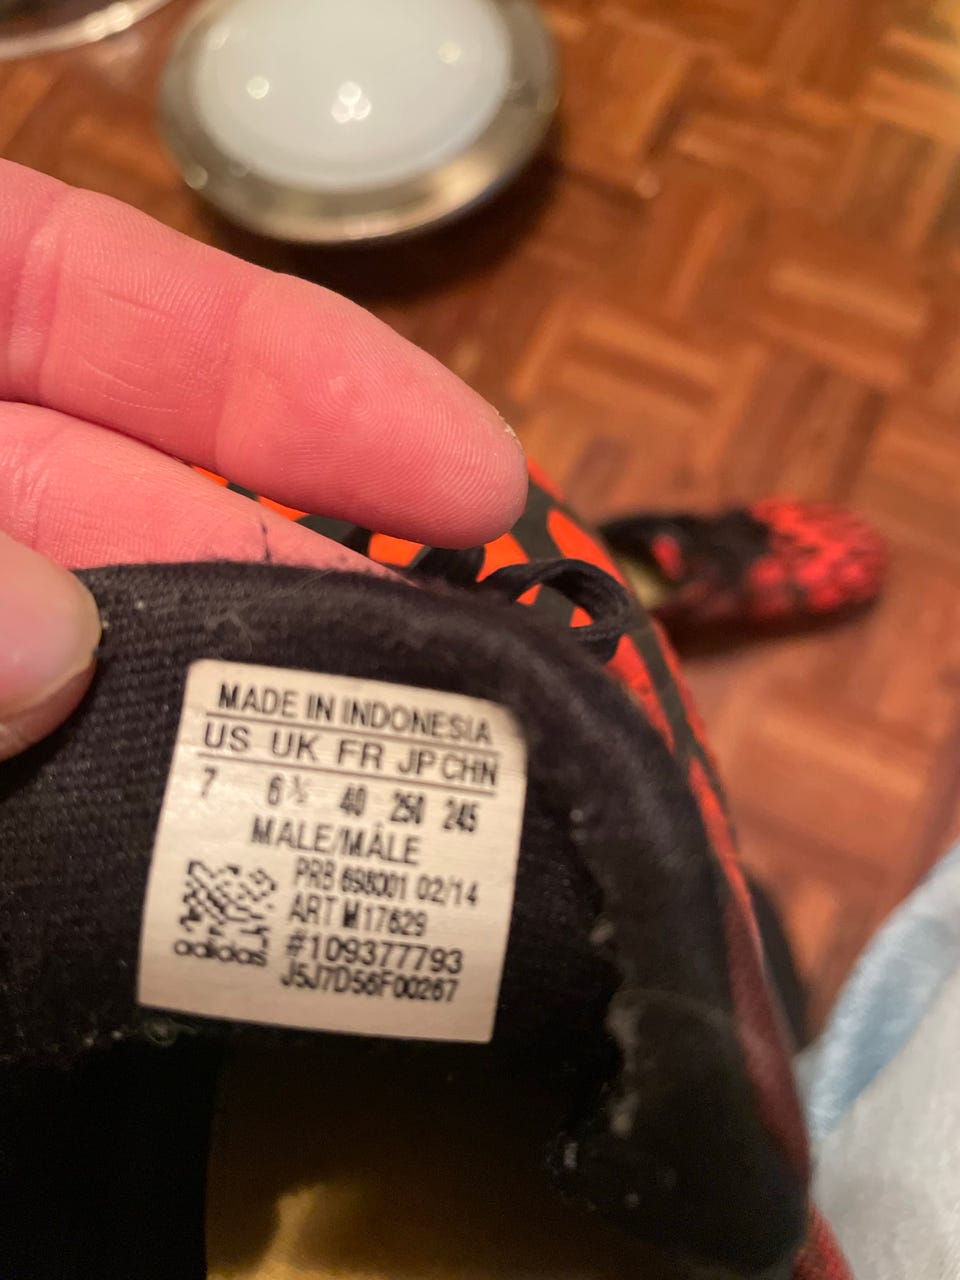 MADE IN INDONESIA
US UK FR JP CHN
7 6½ 40 250 245
MALE/MÂLE
PRB 698001 02/14
ART M17629
#109377793
adidas
J5J7D56F00267